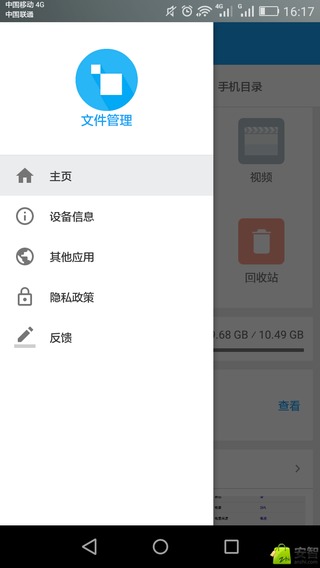 中国移动 4G
中国联通
4G
G
16:17
文件管理
手机目录
主页
视频
设备信息
其他应用
回收站
隐私政策
反馈
.68 GB / 10.49 GB
查看
安智